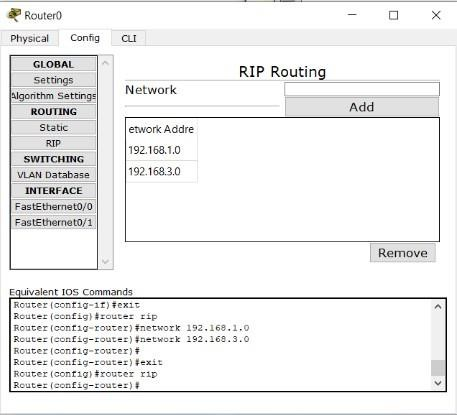 Router0
Physical Config CLI
GLOBAL
Settings
Algorithm Settings
ROUTING
Static
RIP
SWITCHING
VLAN Database
INTERFACE
FastEthernet0/0
FastEthernet0/1
RIP Routing
Network
Add
etwork Addre
192.168.1.0
192.168.3.0
Remove
Equivalent IOS Commands
Router(config-if)#exit
Router(config)#router rip
Router(config-router)#network 192.168.1.0
Router(config-router)#network 192.168.3.0
Router(config-router)#
Router(config-router)#exit
Router(config)#router rip
Router(config-router)#